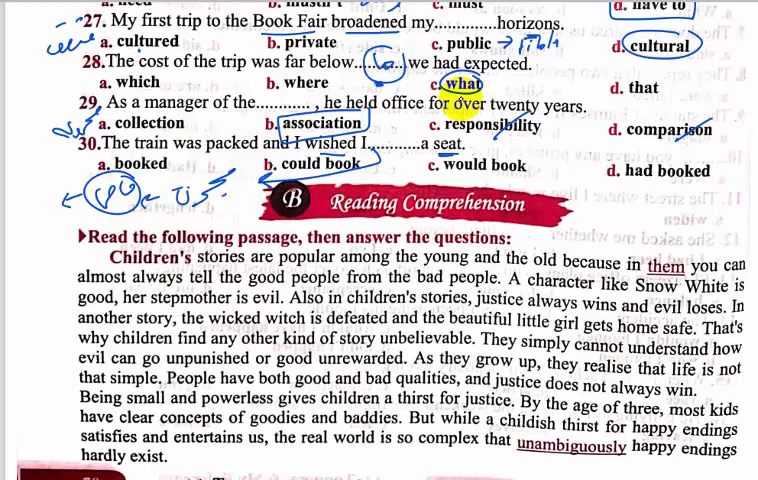 a. need b. mustn't c. must d. have to
27. My first trip to the Book Fair broadened my.............horizons.
a. cultured b. private c. public d. cultural
28.The cost of the trip was far below............we had expected.
a. which b. where c. what d. that
29. As a manager of the............ , he held office for over twenty years.
a. collection b. association c. responsibility d. comparison
30.The train was packed and I wished I...........a seat.
a. booked b. could book c. would book d. had booked
B Reading Comprehension
▶Read the following passage, then answer the questions:
Children's stories are popular among the young and the old because in them you can
almost always tell the good people from the bad people. A character like Snow White is
good, her stepmother is evil. Also in children's stories, justice always wins and evil loses. In
another story, the wicked witch is defeated and the beautiful little girl gets home safe. That's
why children find any other kind of story unbelievable. They simply cannot understand how
evil can go unpunished or good unrewarded. As they grow up, they realise that life is not
that simple. People have both good and bad qualities, and justice does not always win.
Being small and powerless gives children a thirst for justice. By the age of three, most kids
have clear concepts of goodies and baddies. But while a childish thirst for happy endings
satisfies and entertains us, the real world is so complex that unambiguously happy endings
hardly exist.